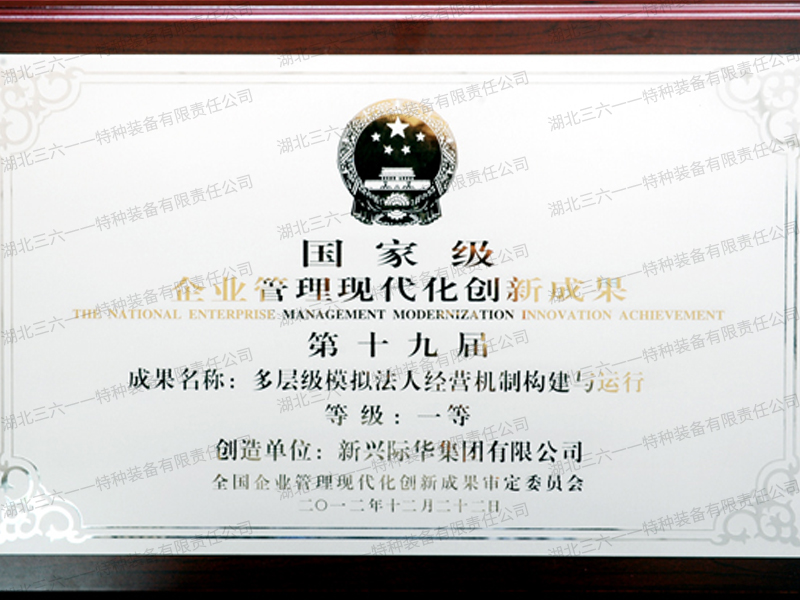 国家级
企业管理现代化创新成果
THE NATIONAL ENTERPRISE MANAGEMENT MODERNIZATION INNOVATION ACHIEVEMENT
第十九届
成果名称：多层级模拟法人经营机制构建与运行
等级：一等
创造单位：新兴际华集团有限公司
全国企业管理现代化创新成果审定委员会
二〇一二年十二月二十二日
湖北三六一一特种装备有限责任公司